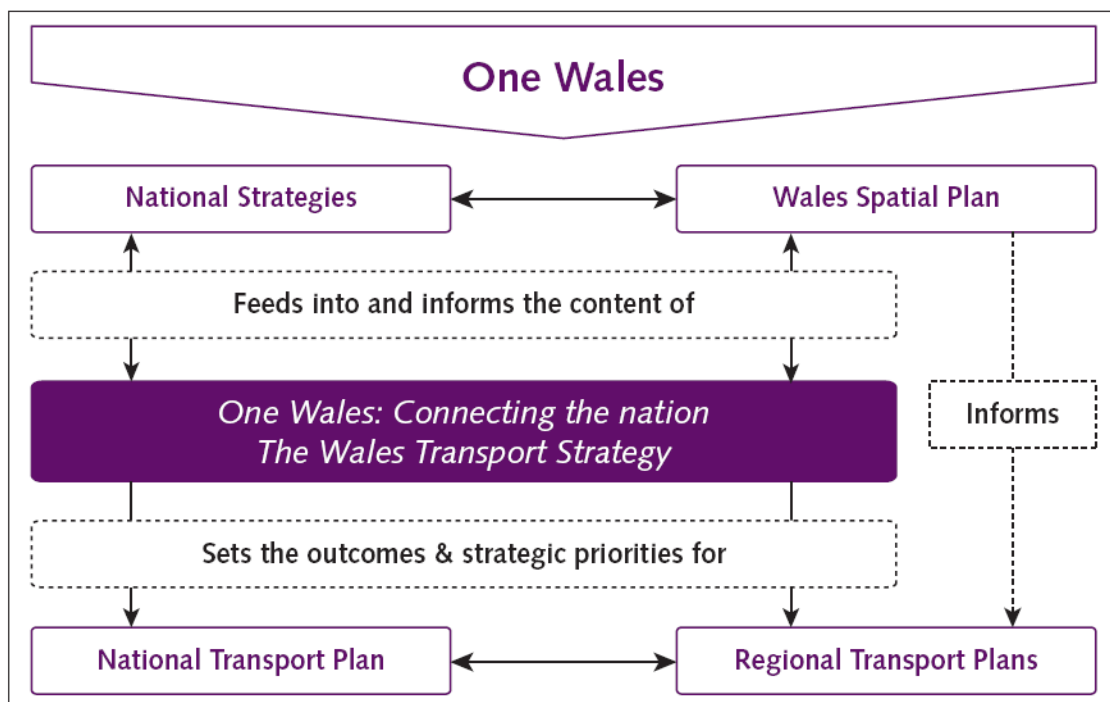 One Wales
National Strategies
Wales Spatial Plan
Feeds into and informs the content of
One Wales: Connecting the nation
The Wales Transport Strategy
Informs
Sets the outcomes & strategic priorities for
National Transport Plan
Regional Transport Plans